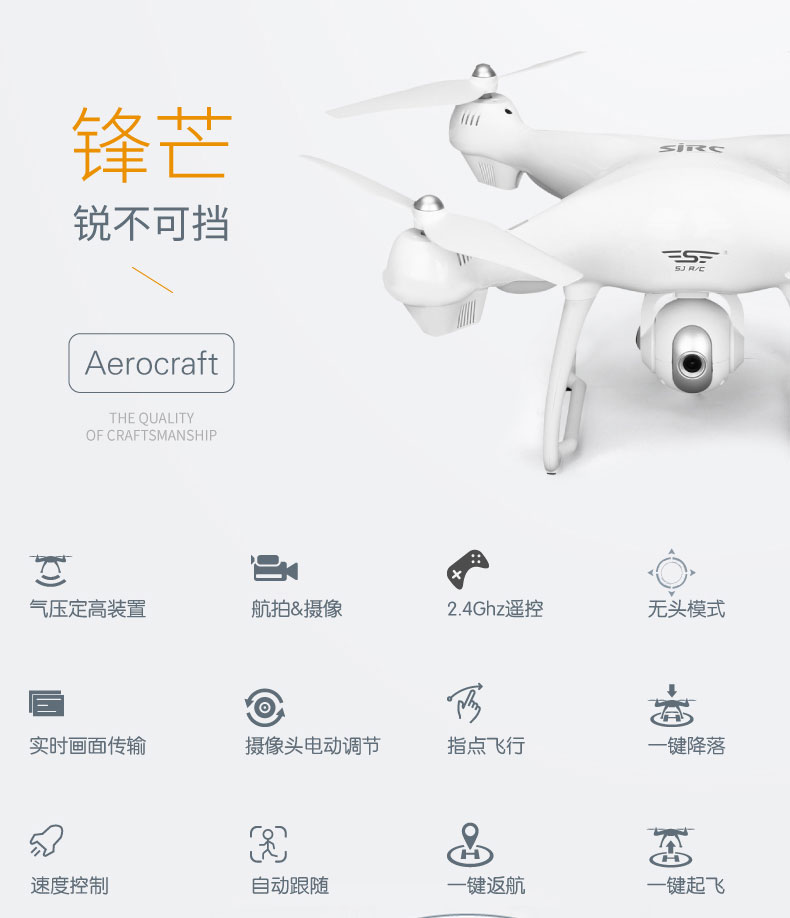 锋芒
锐不可挡
SJRC
S
SJ R/C
Aerocraft
THE QUALITY
OF CRAFTSMANSHIP
气压定高装置
航拍&摄像
2.4Ghz遥控
无头模式
实时画面传输
摄像头电动调节
指点飞行
一键降落
速度控制
自动跟随
一键返航
一键起飞